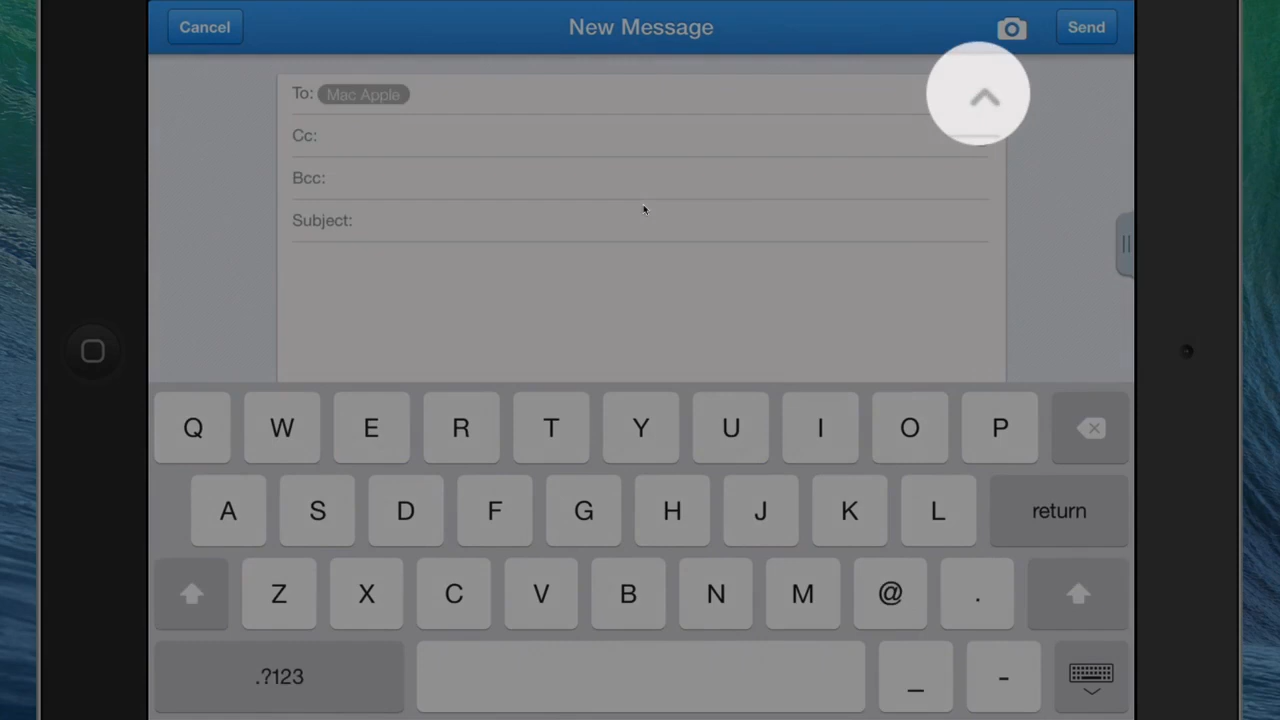 Cancel New Message Send
To: Mac Apple
Cc:
Bcc:
Subject:
Q W E R T Y U I O P
A S D F G H J K L return
Z X C V B N M @ .
.?123 _ -